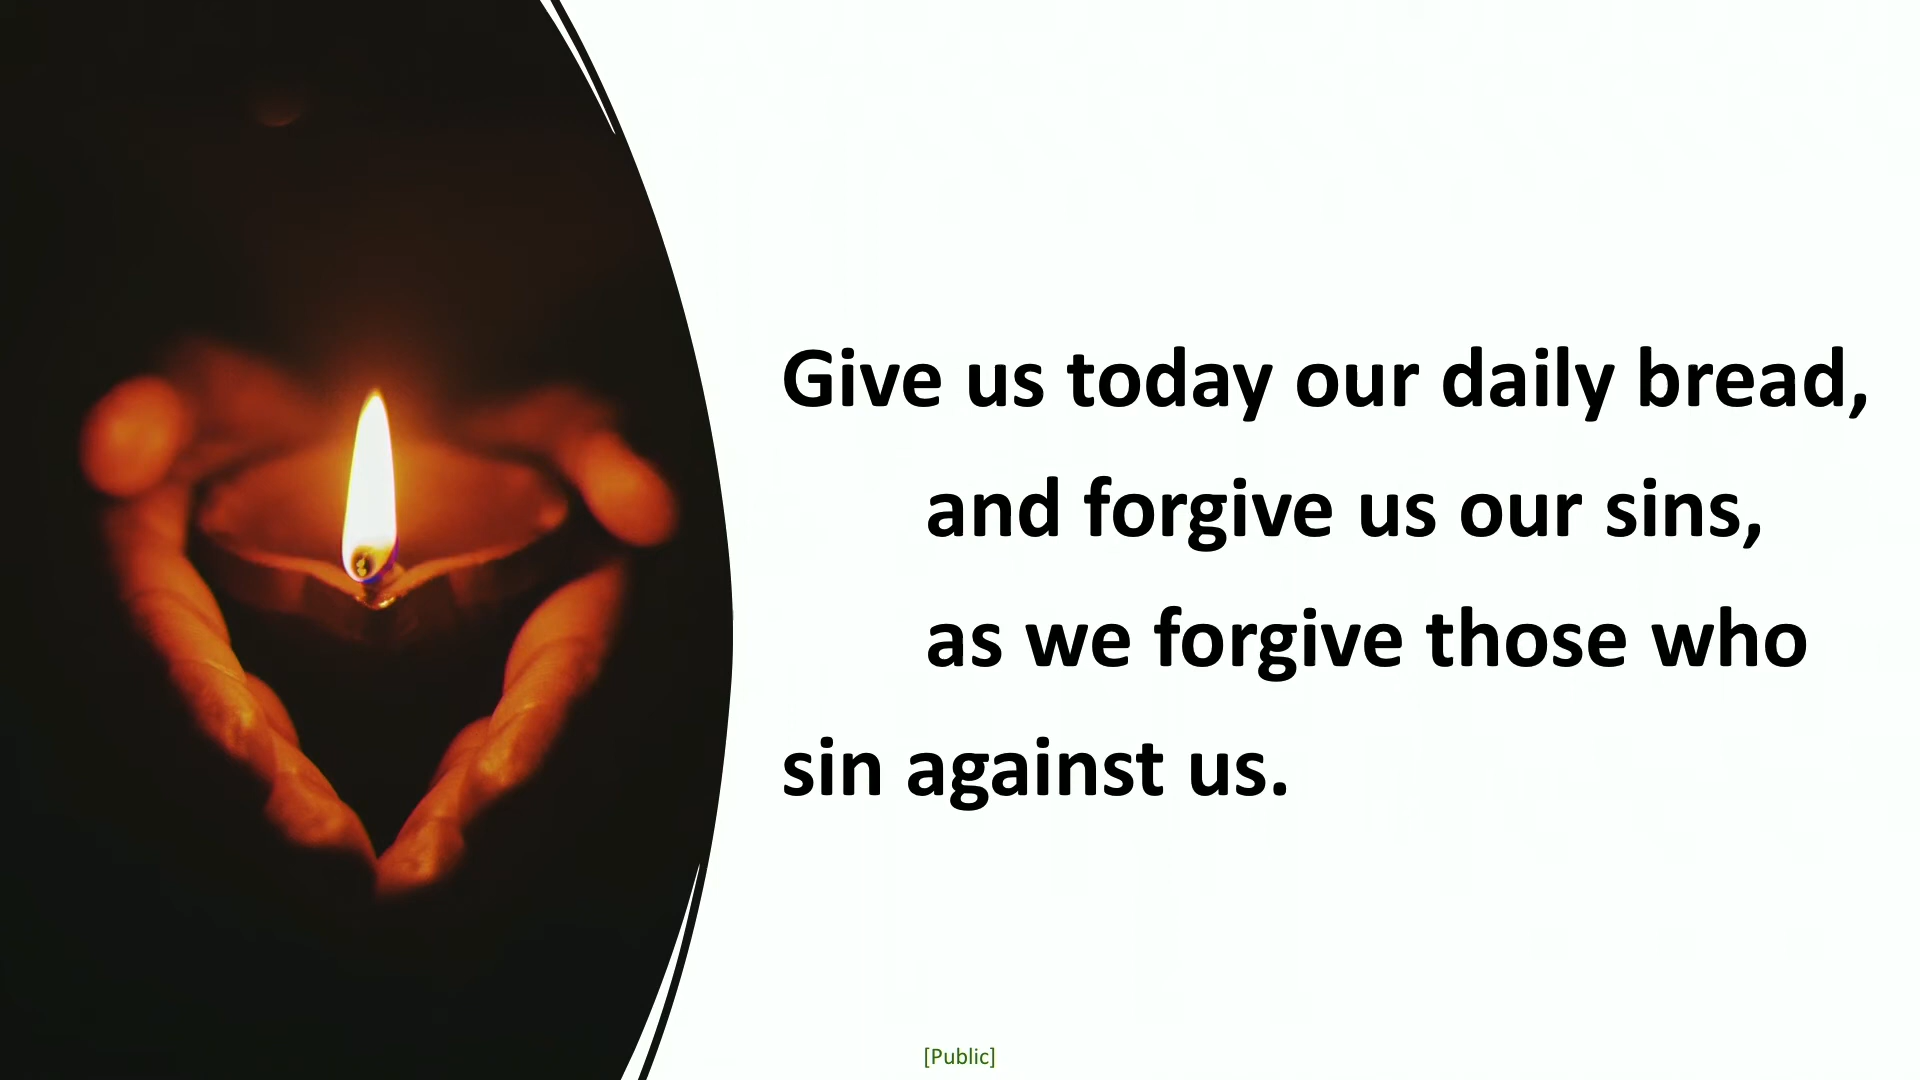 Give us today our daily bread,
and forgive us our sins,
as we forgive those who
sin against us.
[Public]